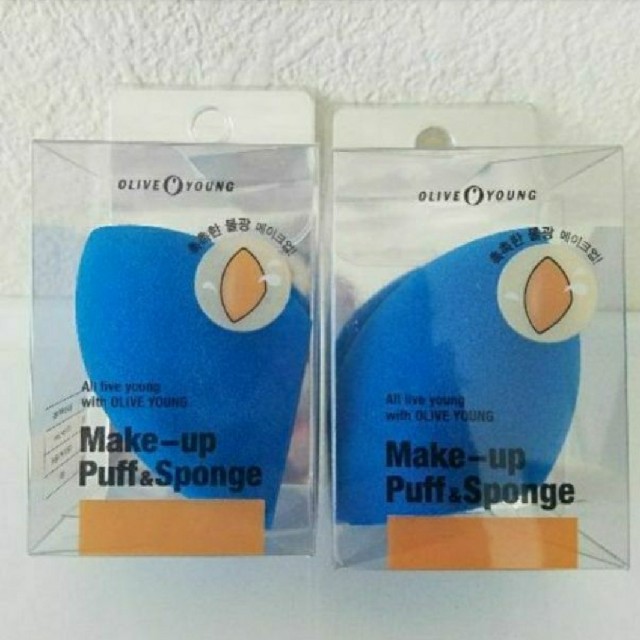 OLIVE YOUNG
촉촉한 물광 메이크업!
All live young
with OLIVE YOUNG
Make-up
Puff&Sponge
OLIVE YOUNG
촉촉한 물광 메이크업!
All live young
with OLIVE YOUNG
Make-up
Puff&Sponge